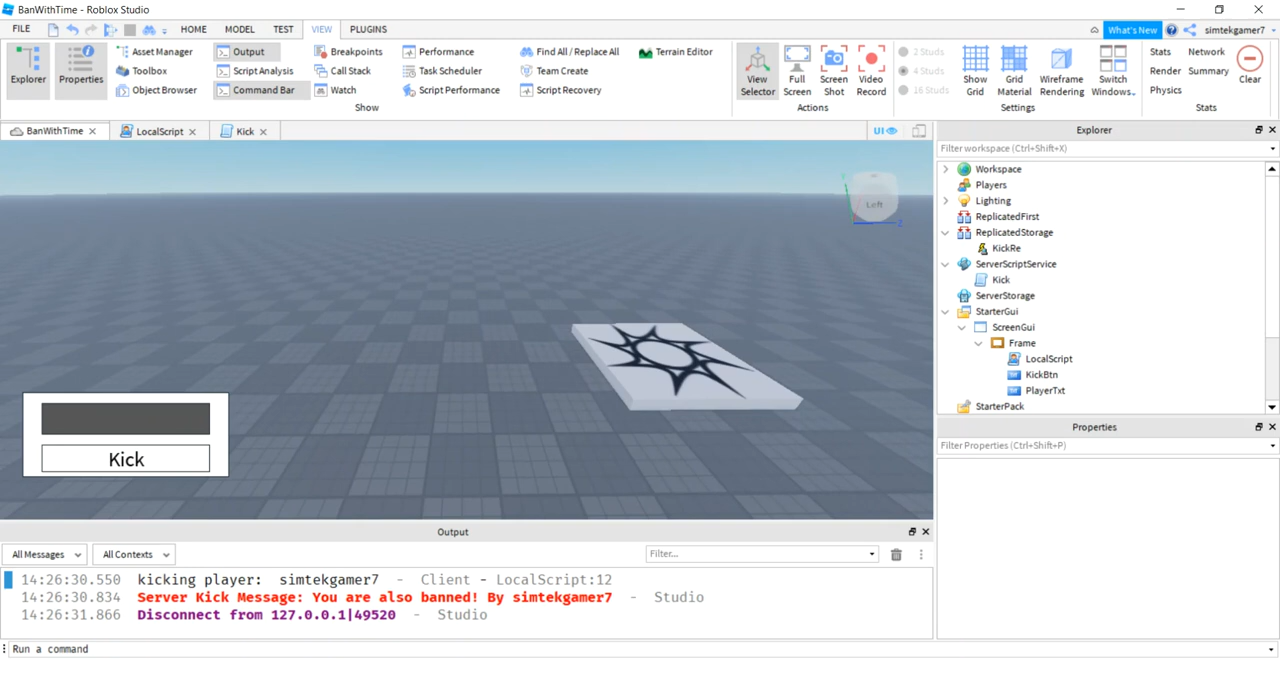 BanWithTime - Roblox Studio
FILE HOME MODEL TEST VIEW PLUGINS What's New simtekgamer7
Explorer
Properties
Asset Manager
Toolbox
Object Browser
Output
Script Analysis
Command Bar
Breakpoints
Call Stack
Watch
Performance
Task Scheduler
Script Performance
Find All / Replace All
Team Create
Script Recovery
Terrain Editor
Show
View
Selector
Full
Screen
Screen
Shot
Video
Record
Actions
2 Studs
4 Studs
16 Studs
Show
Grid
Grid
Material
Wireframe
Rendering
Switch
Windows
Settings
Stats Network
Render Summary
Physics
Clear
Stats
BanWithTime LocalScript Kick
UI
Left
Kick
Explorer
Filter workspace (Ctrl+Shift+X)
Workspace
Players
Lighting
ReplicatedFirst
ReplicatedStorage
KickRe
ServerScriptService
Kick
ServerStorage
StarterGui
ScreenGui
Frame
LocalScript
KickBtn
PlayerTxt
StarterPack
Properties
Filter Properties (Ctrl+Shift+P)
Output
All Messages All Contexts Filter...
14:26:30.550 kicking player: simtekgamer7 - Client - LocalScript:12
14:26:30.834 Server Kick Message: You are also banned! By simtekgamer7 - Studio
14:26:31.866 Disconnect from 127.0.0.1|49520 - Studio
Run a command